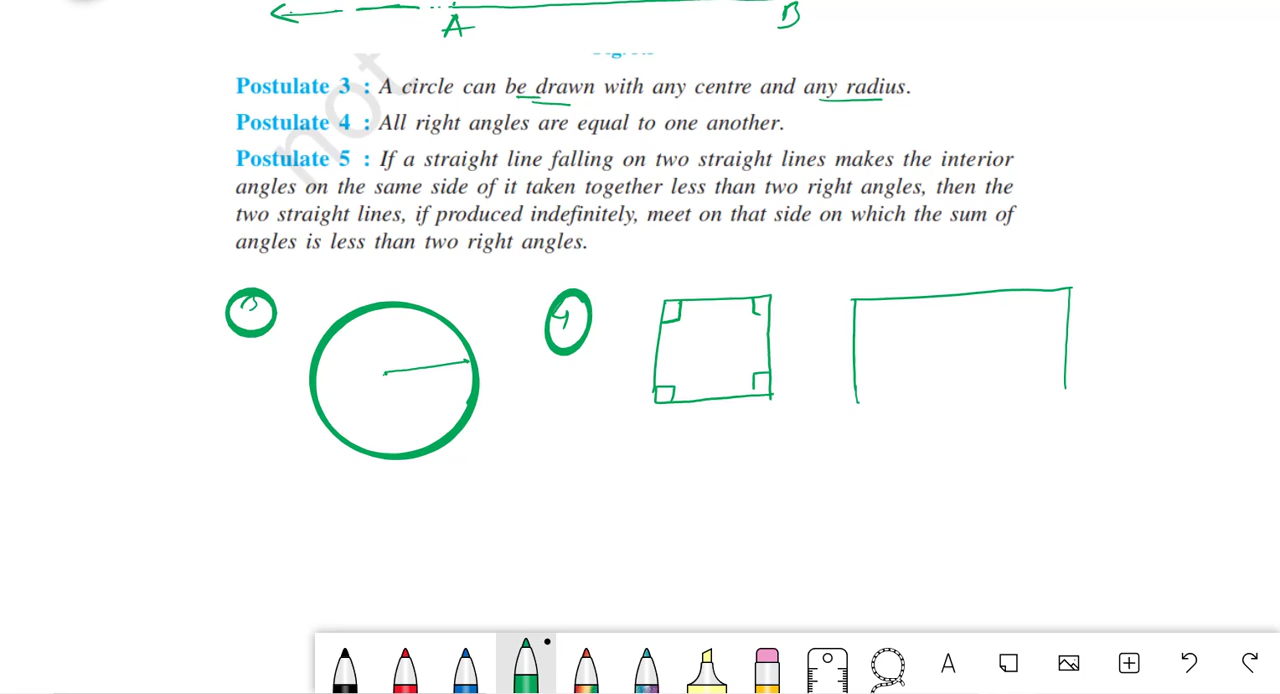 A B
Postulate 3 : A circle can be drawn with any centre and any radius.
Postulate 4 : All right angles are equal to one another.
Postulate 5 : If a straight line falling on two straight lines makes the interior
angles on the same side of it taken together less than two right angles, then the
two straight lines, if produced indefinitely, meet on that side on which the sum of
angles is less than two right angles.
not
3 4
A